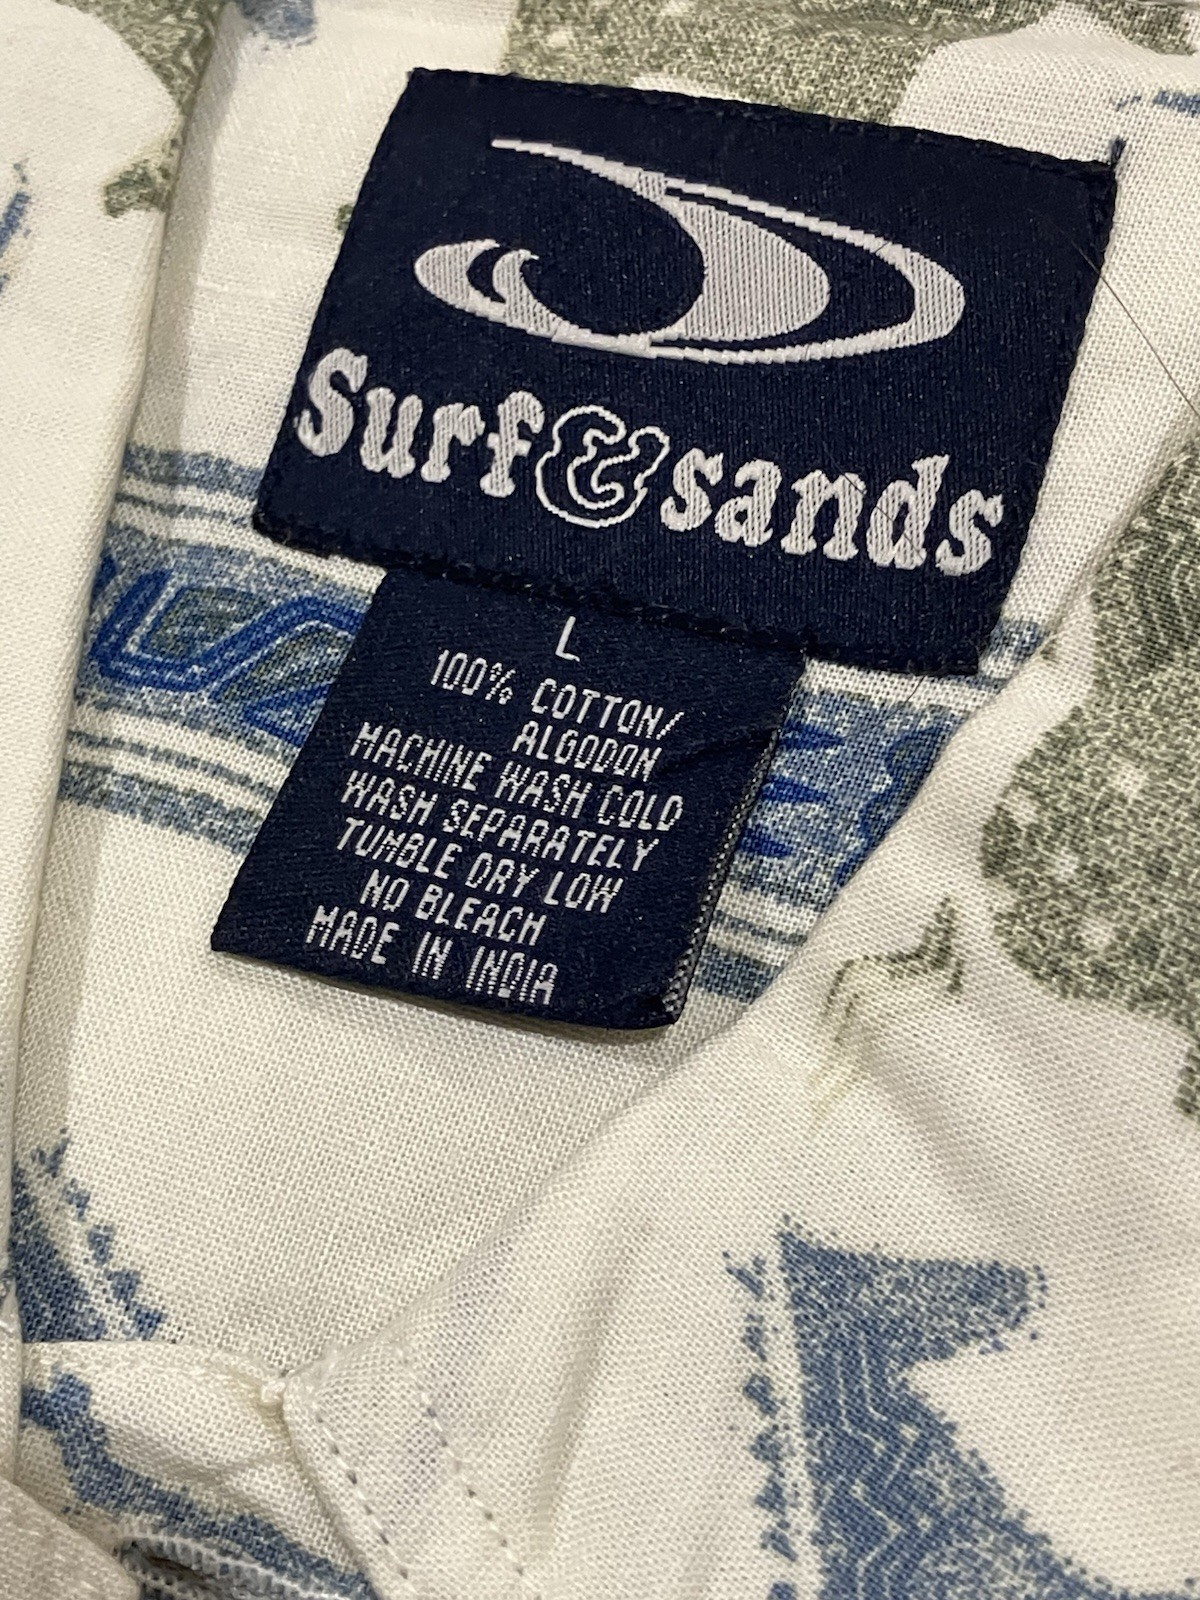 Surf&sands
L
100% COTTON/
ALGODON
MACHINE WASH COLD
WASH SEPARATELY
TUMBLE DRY LOW
NO BLEACH
MADE IN INDIA